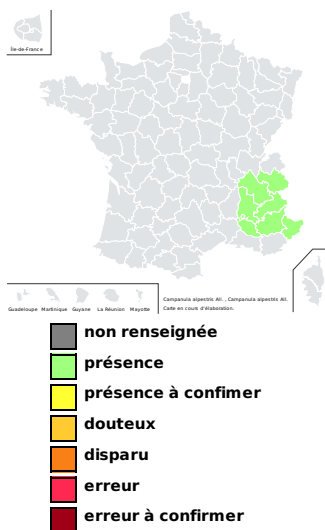 Île-de-France
Guadeloupe Martinique Guyane La Réunion Mayotte
Campanula alpestris All. , Campanula alpestris All.
Carte en cours d'élaboration.
non renseignée
présence
présence à confimer
douteux
disparu
erreur
erreur à confirmer